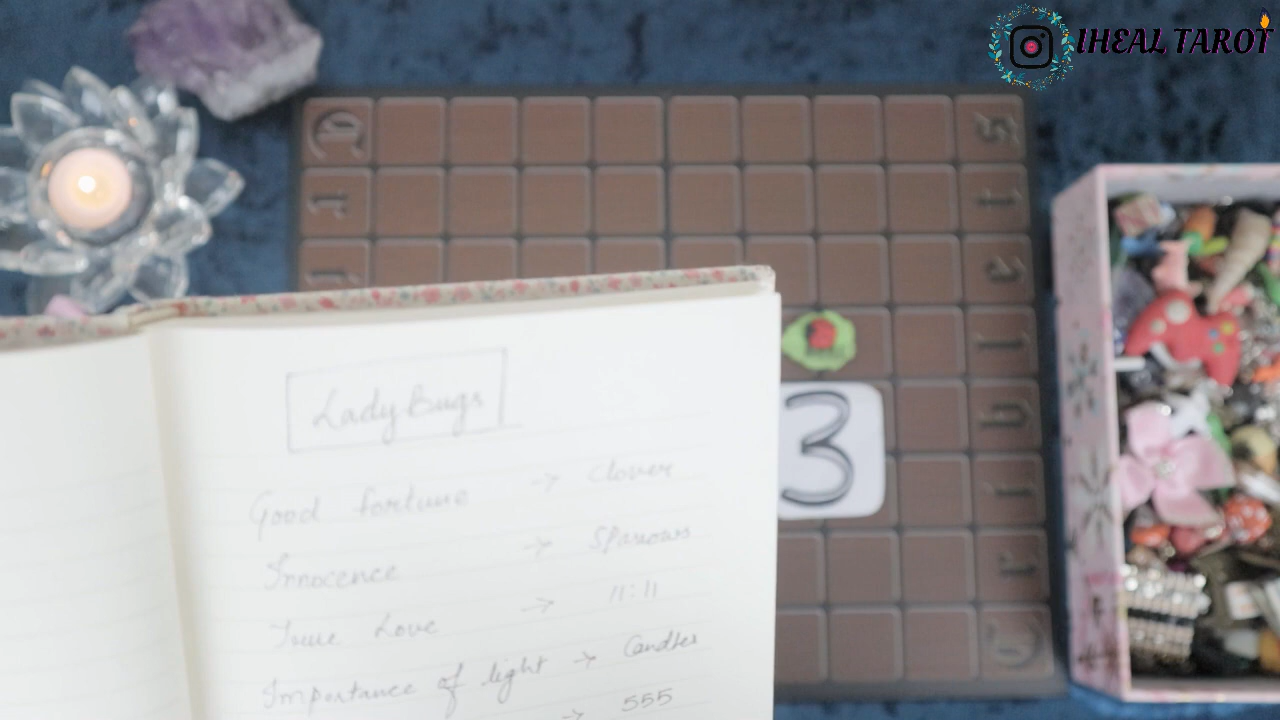 IHEAL TAROT
Lady Bugs
Good fortune → Clover
Innocence → Sparrows
True Love → 11:11
Importance of light → Candles
→ 555
3